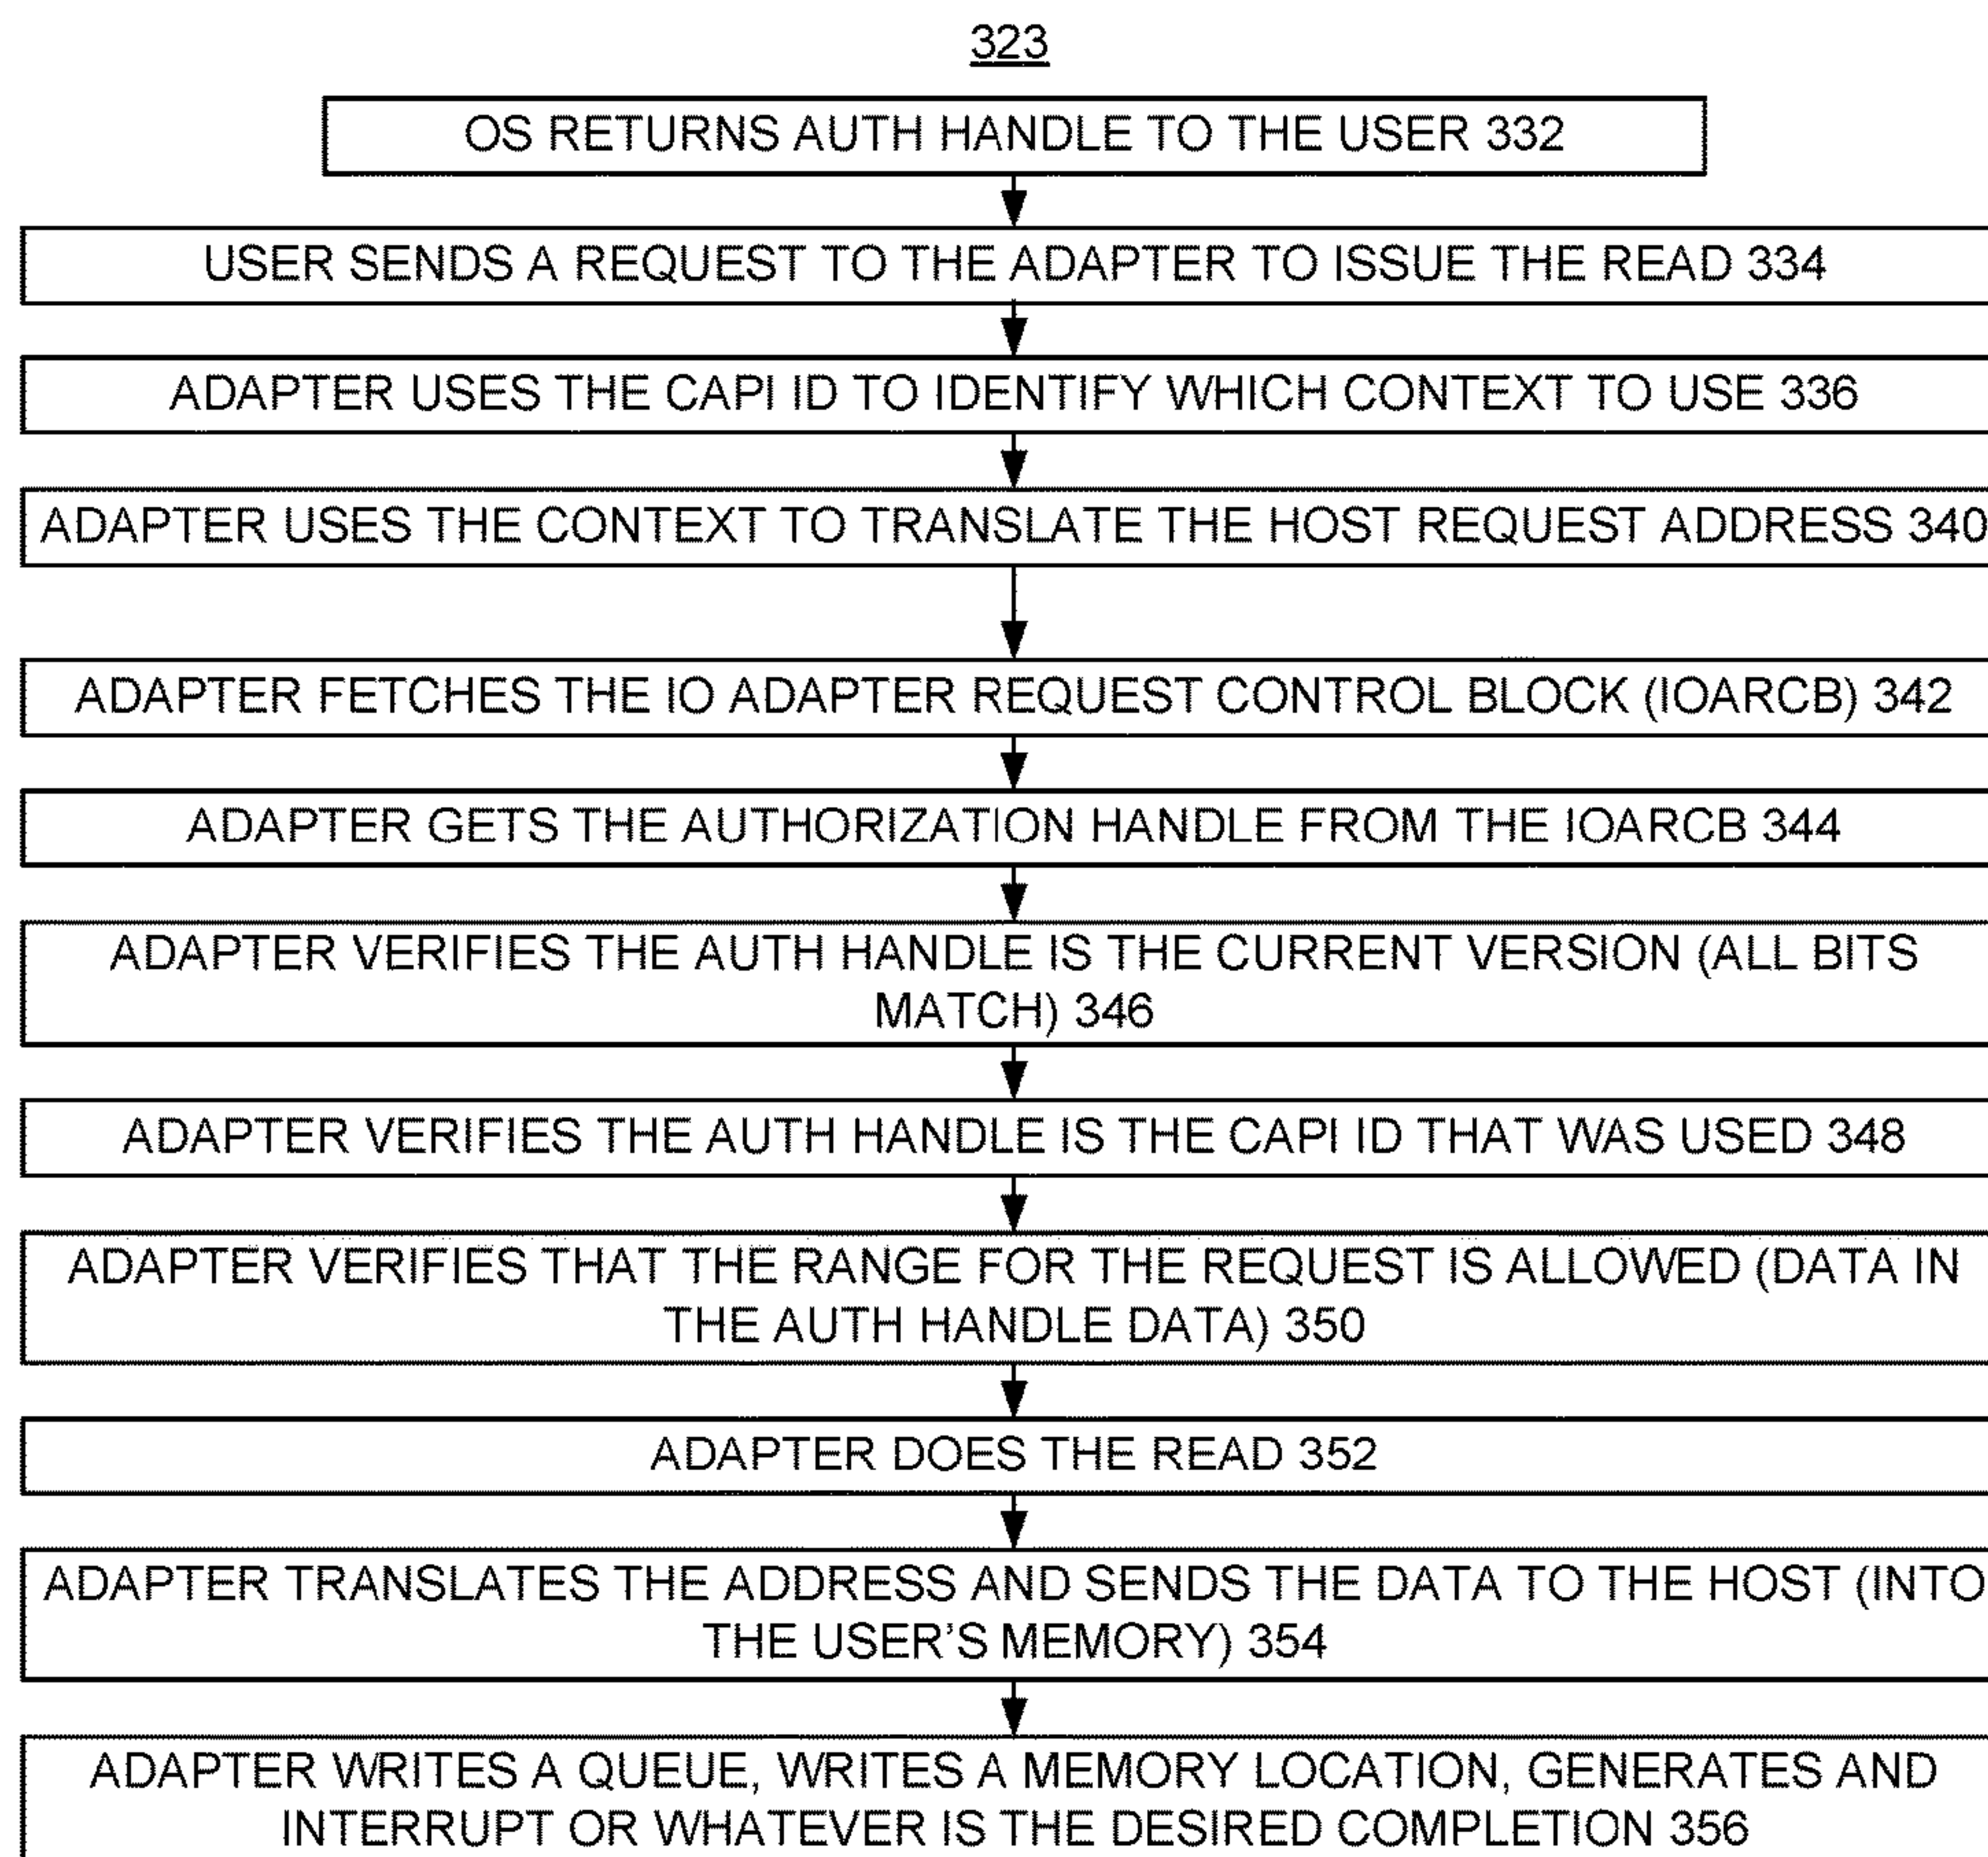 323
OS RETURNS AUTH HANDLE TO THE USER 332
USER SENDS A REQUEST TO THE ADAPTER TO ISSUE THE READ 334
ADAPTER USES THE CAPI ID TO IDENTIFY WHICH CONTEXT TO USE 336
ADAPTER USES THE CONTEXT TO TRANSLATE THE HOST REQUEST ADDRESS 340
ADAPTER FETCHES THE IO ADAPTER REQUEST CONTROL BLOCK (IOARCB) 342
ADAPTER GETS THE AUTHORIZATION HANDLE FROM THE IOARCB 344
ADAPTER VERIFIES THE AUTH HANDLE IS THE CURRENT VERSION (ALL BITS
MATCH) 346
ADAPTER VERIFIES THE AUTH HANDLE IS THE CAPI ID THAT WAS USED 348
ADAPTER VERIFIES THAT THE RANGE FOR THE REQUEST IS ALLOWED (DATA IN
THE AUTH HANDLE DATA) 350
ADAPTER DOES THE READ 352
ADAPTER TRANSLATES THE ADDRESS AND SENDS THE DATA TO THE HOST (INTO
THE USER'S MEMORY) 354
ADAPTER WRITES A QUEUE, WRITES A MEMORY LOCATION, GENERATES AND
INTERRUPT OR WHATEVER IS THE DESIRED COMPLETION 356